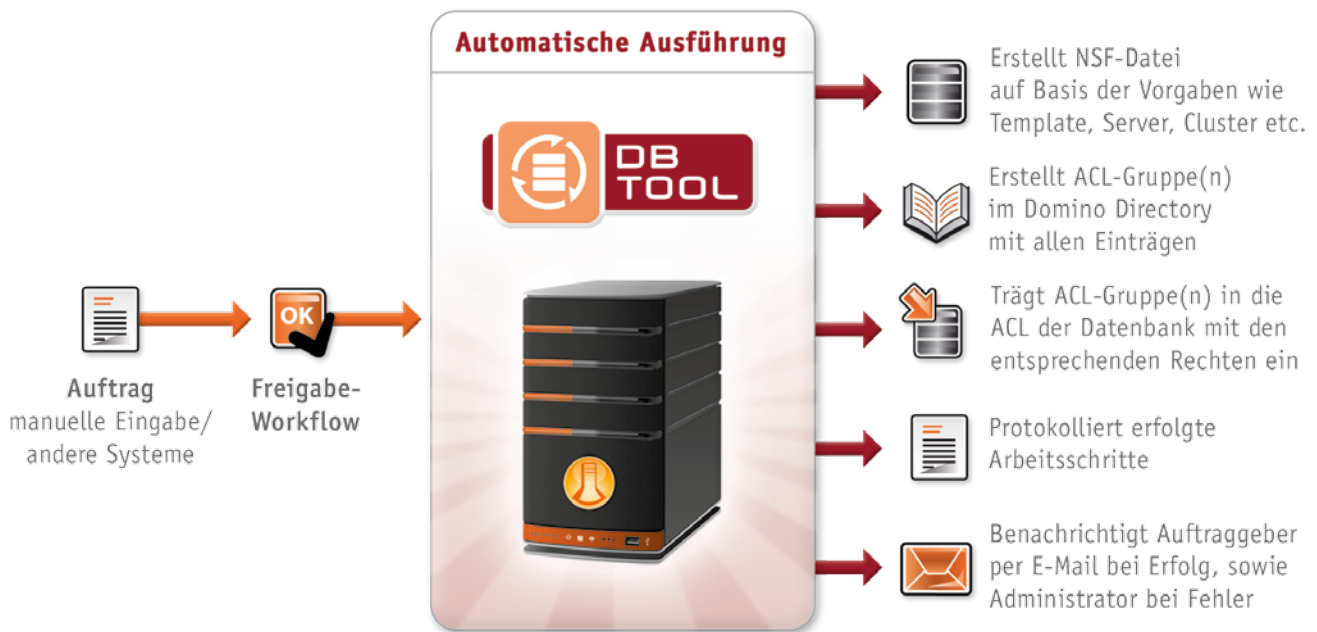 Auftrag
manuelle Eingabe/
andere Systeme
OK
Freigabe-
Workflow
Automatische Ausführung
DB
TOOL
Erstellt NSF-Datei
auf Basis der Vorgaben wie
Template, Server, Cluster etc.
Erstellt ACL-Gruppe(n)
im Domino Directory
mit allen Einträgen
Trägt ACL-Gruppe(n) in die
ACL der Datenbank mit den
entsprechenden Rechten ein
Protokolliert erfolgte
Arbeitsschritte
Benachrichtigt Auftraggeber
per E-Mail bei Erfolg, sowie
Administrator bei Fehler